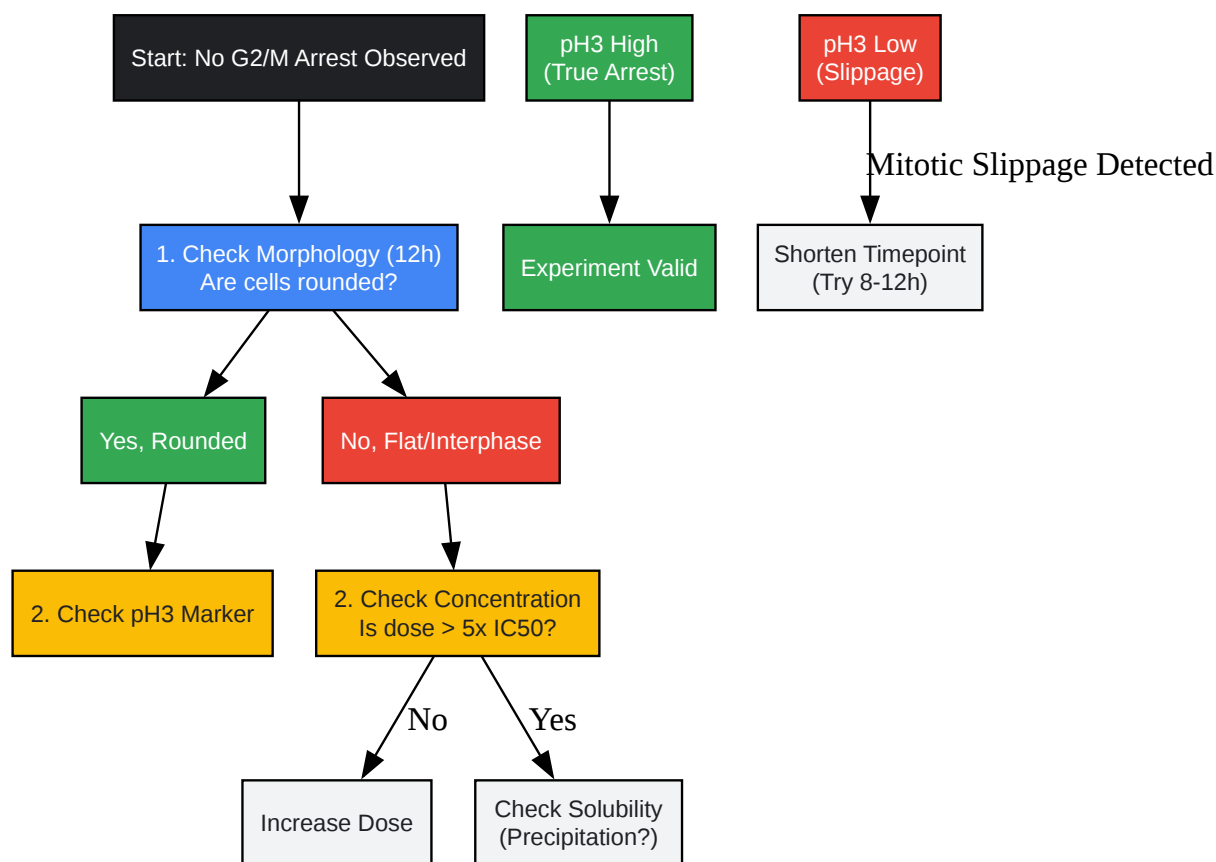 Start: No G2/M Arrest Observed
pH3 High
(True Arrest)
pH3 Low
(Slippage)
Mitotic Slippage Detected
1. Check Morphology (12h)
Are cells rounded?
Experiment Valid
Shorten Timepoint
(Try 8-12h)
Yes, Rounded
No, Flat/Interphase
2. Check pH3 Marker
2. Check Concentration
Is dose > 5x IC50?
No
Yes
Increase Dose
Check Solubility
(Precipitation?)